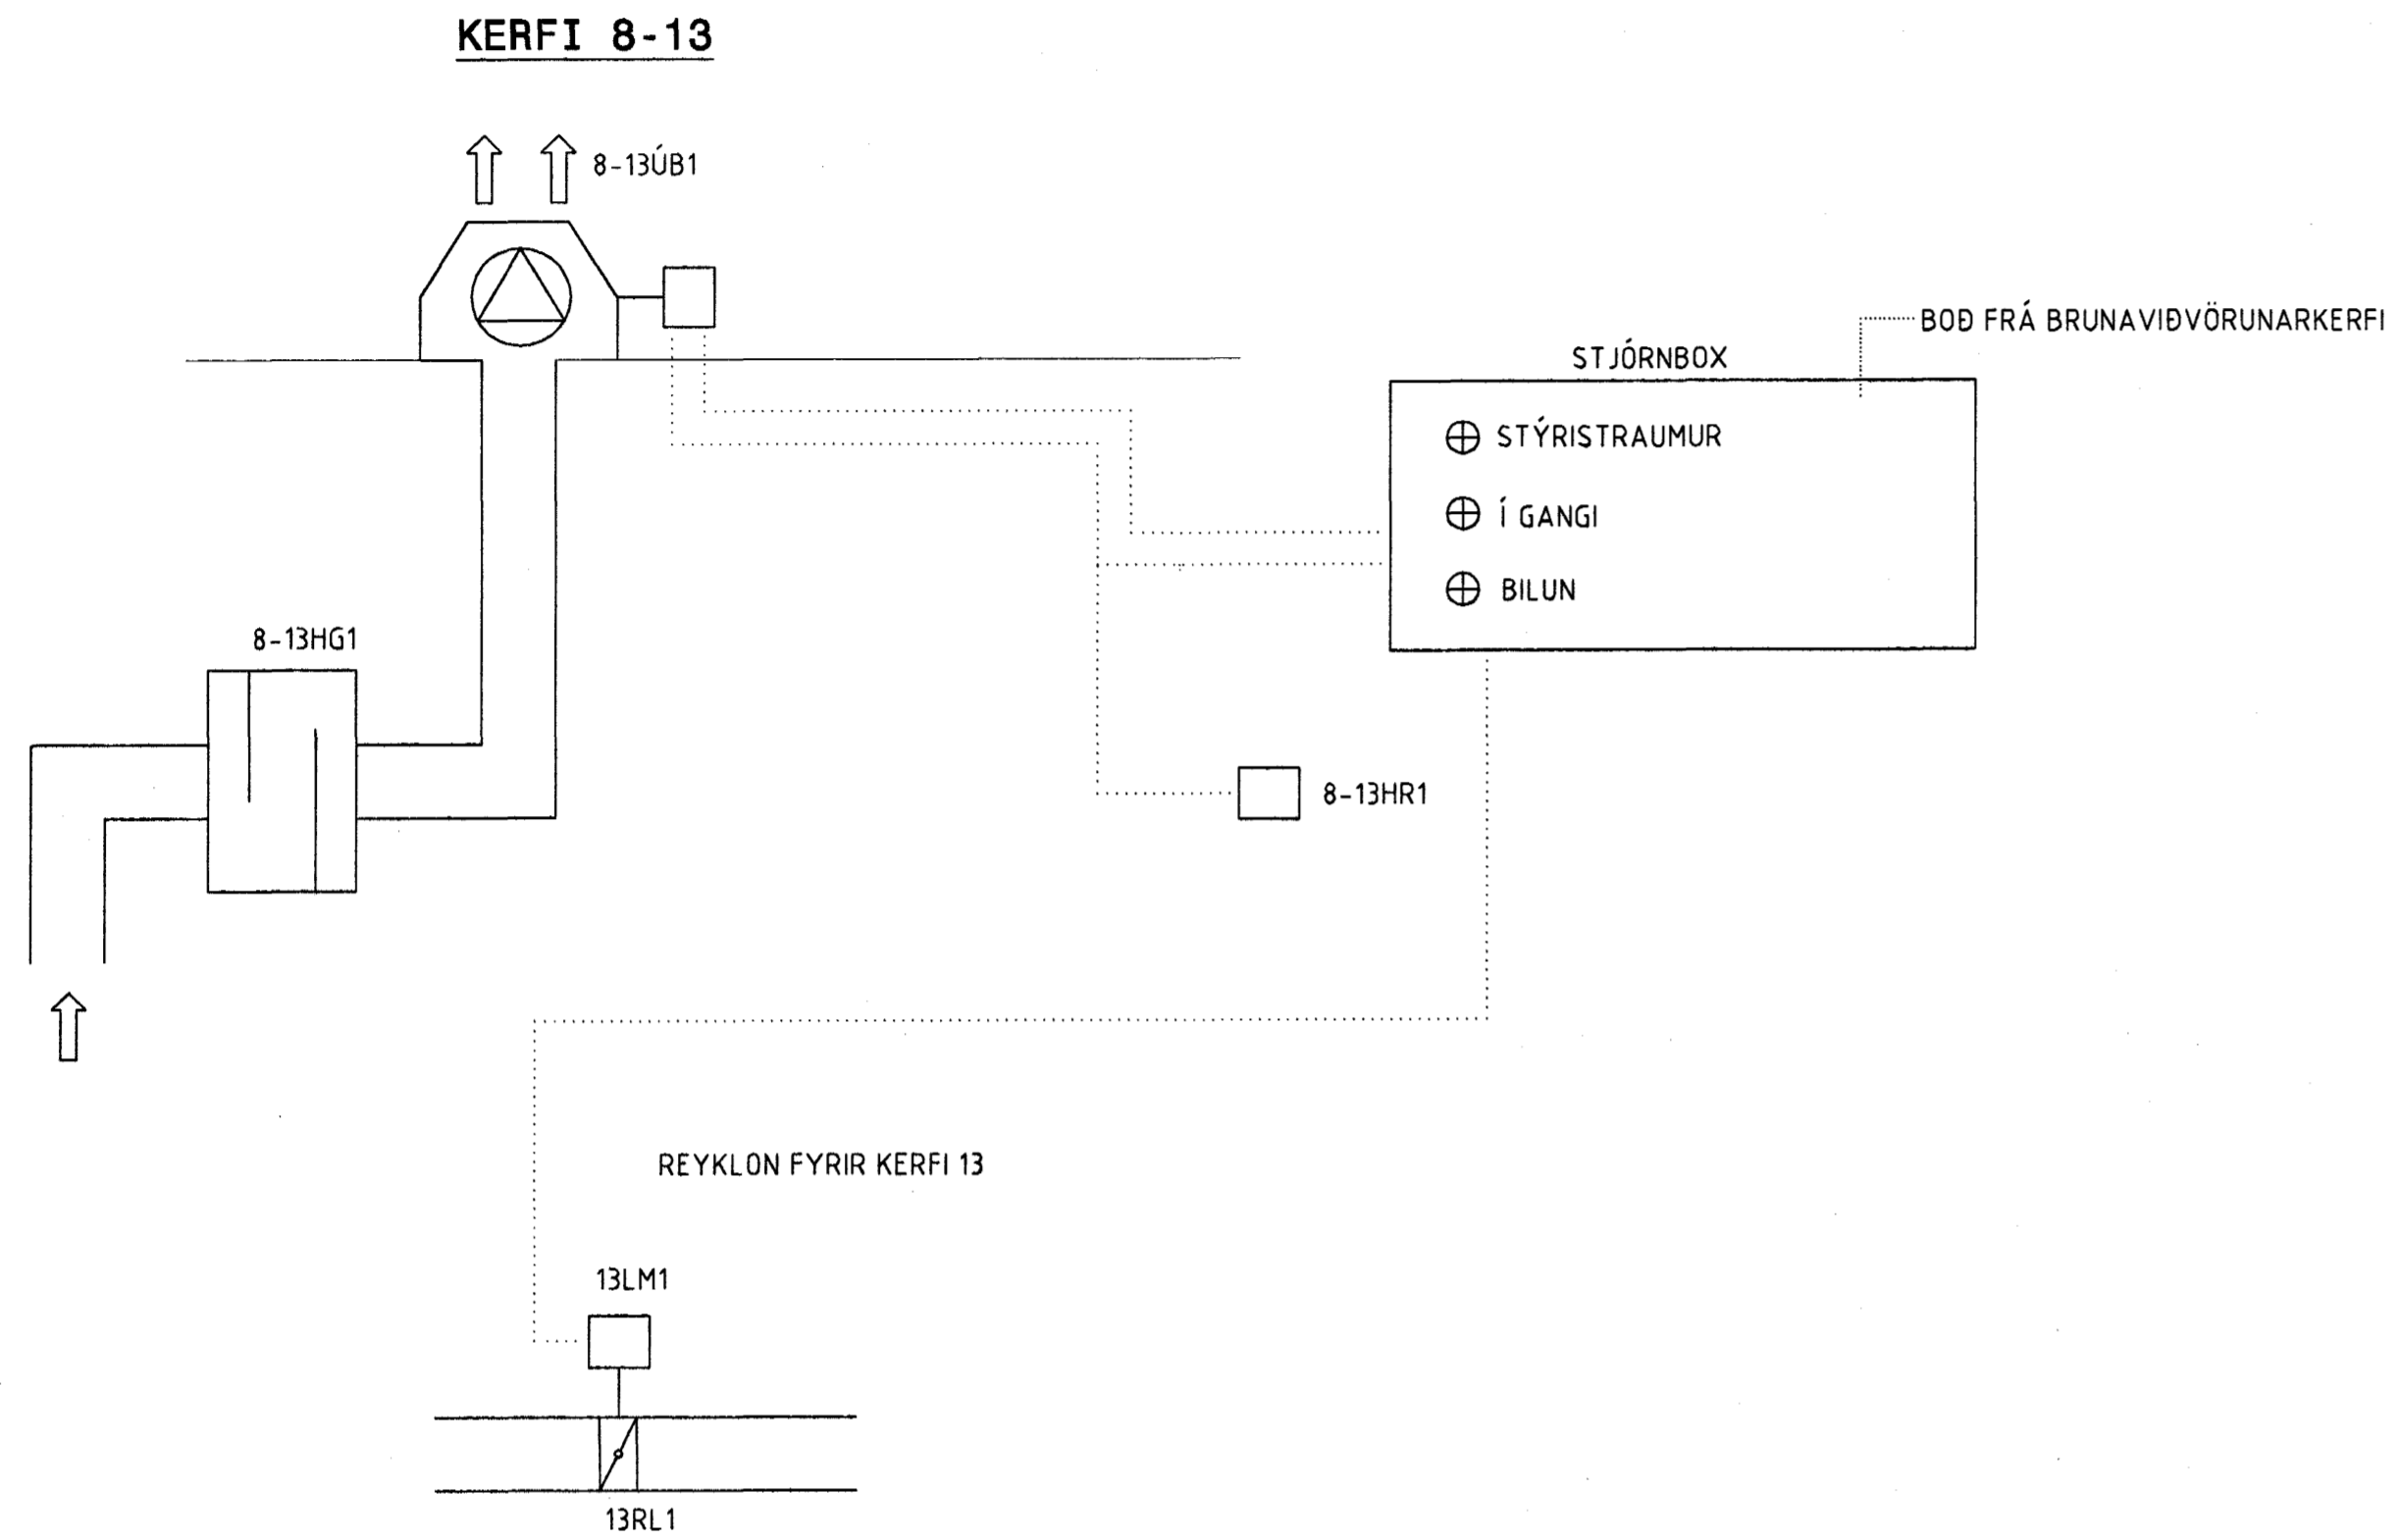 KERFI 8-13
8-13ÚB1
BOÐ FRÁ BRUNAVIÐVÖRUNARKERFI
STJÓRNBOX
STÝRISTRAUMUR
Í GANGI
BILUN
8-13HG1
8-13HR1
REYKLON FYRIR KERFI 13
13LM1
13RL1